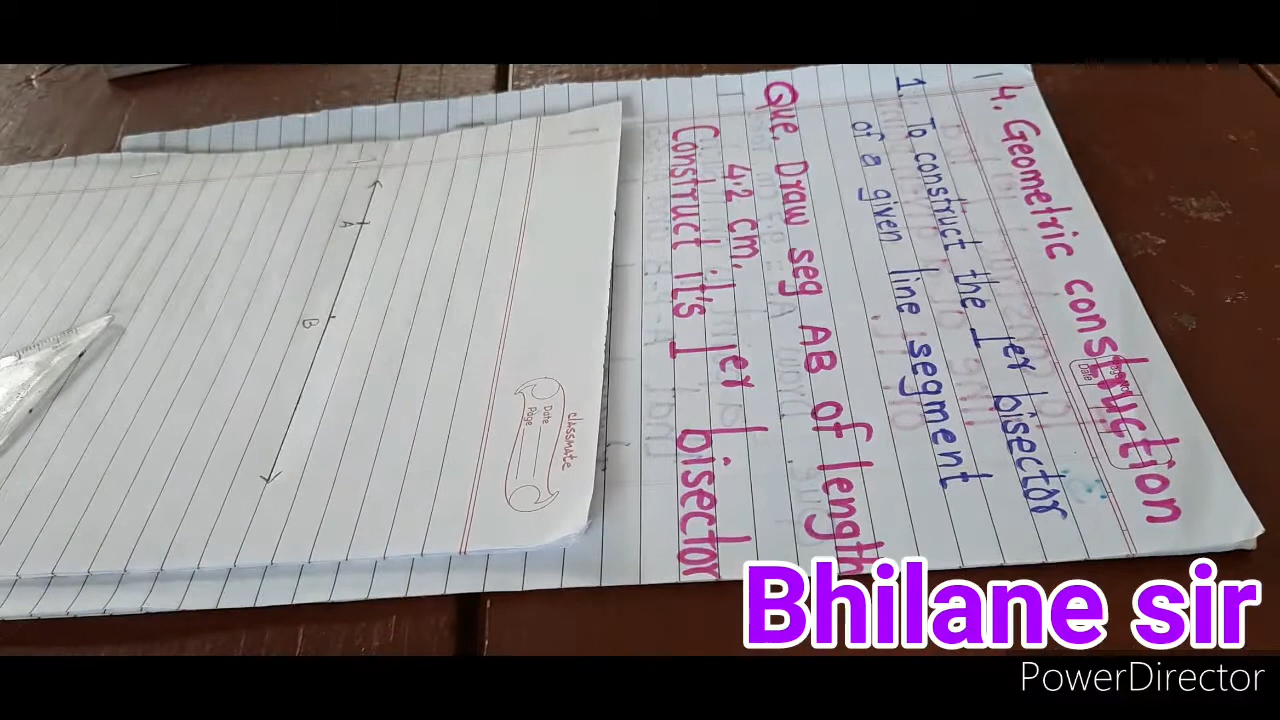 4. Geometric construction
1. To construct the ⊥er bisector
of a given line segment
Que. Draw seg AB of length
4.2 cm.
Construct it's ⊥er bisector
classmate
Date
Page
A
B
Bhilane sir
PowerDirector